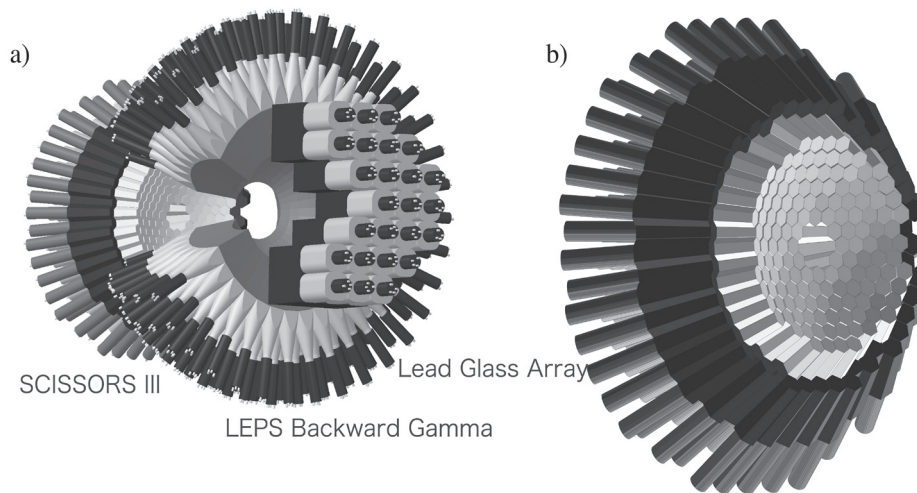 a)
b)
SCISSORS III
Lead Glass Array
LEPS Backward Gamma